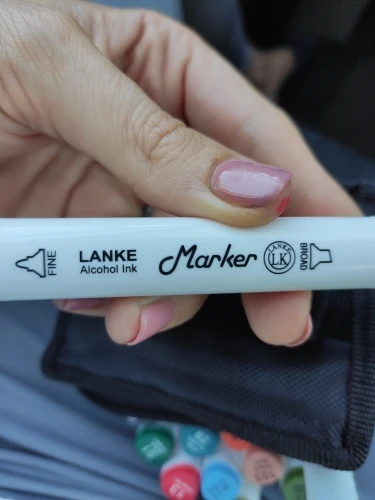 FINE
LANKE
Alcohol Ink
Marker
LANKE
LK
BROAD